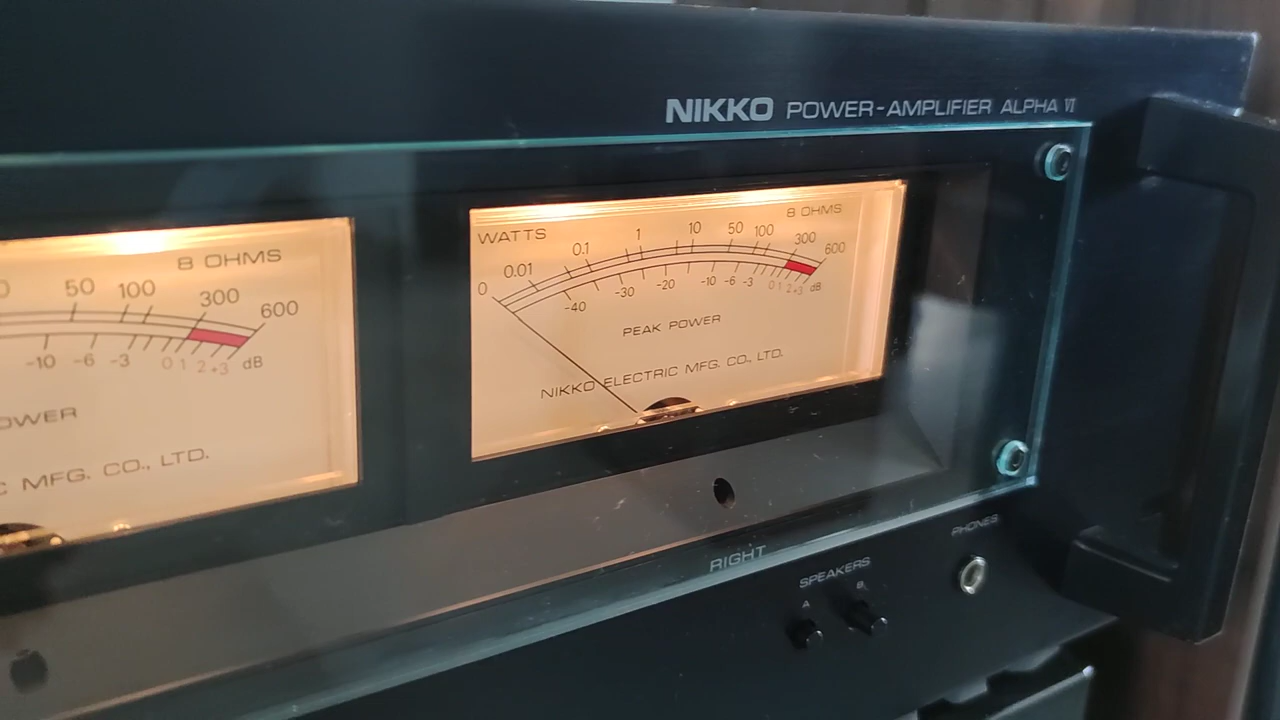 NIKKO POWER-AMPLIFIER ALPHA VI
8 OHMS
50 100 300 600
-10 -6 -3 0 1 2 +3 dB
MFG. CO., LTD.
WATTS 8 OHMS
0 0.01 0.1 1 10 50 100 300 600
-40 -30 -20 -10 -6 -3 0 1 2 +3 dB
PEAK POWER
NIKKO ELECTRIC MFG. CO., LTD.
RIGHT
SPEAKERS
A B
PHONES